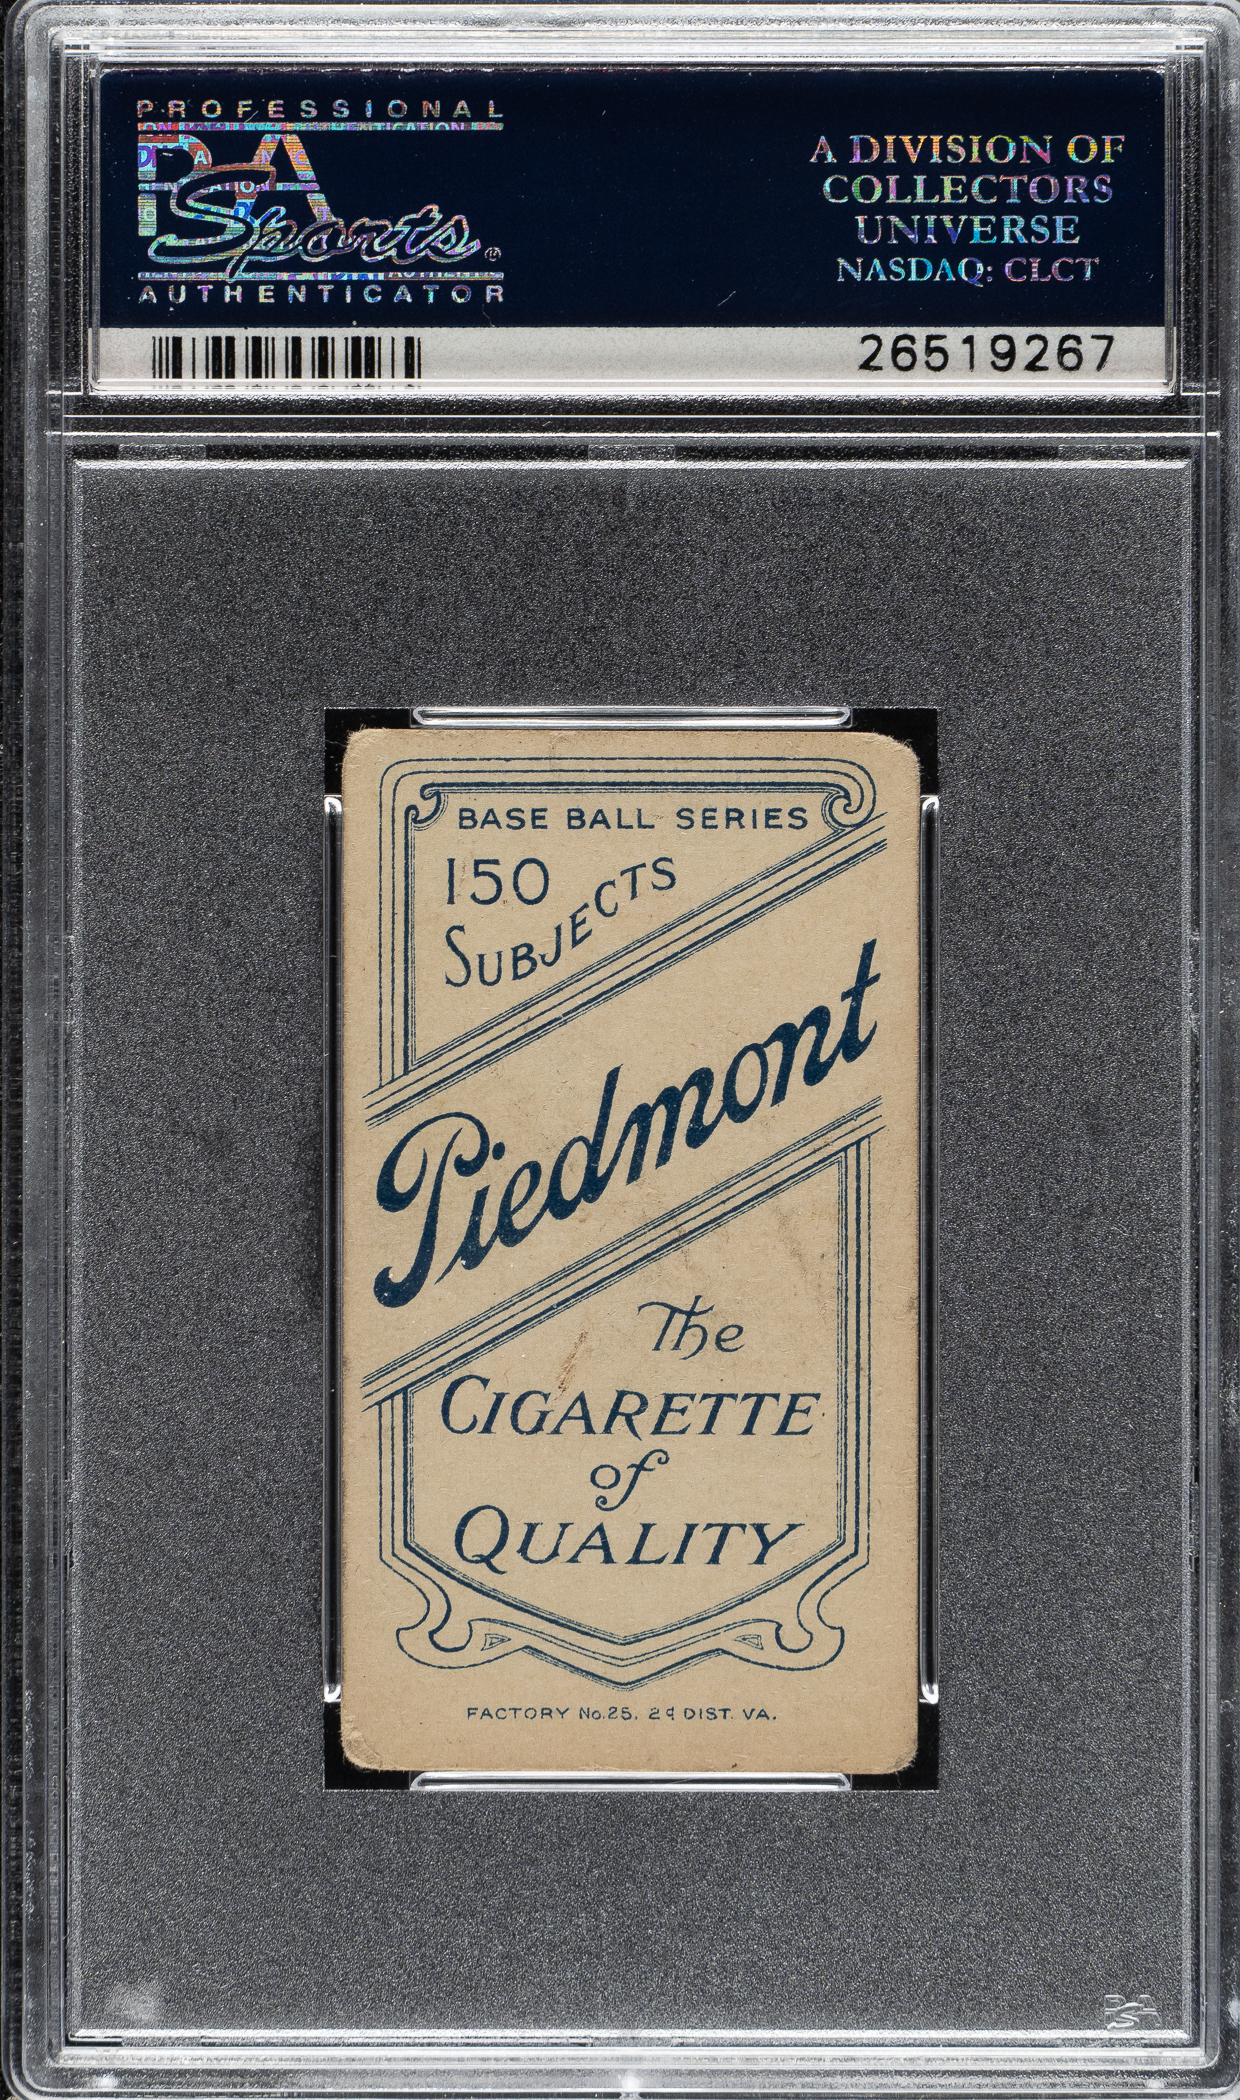 PROFESSIONAL
PSA
Sports
AUTHENTICATOR
A DIVISION OF
COLLECTORS
UNIVERSE
NASDAQ: CLCT
26519267
BASE BALL SERIES
150
SUBJECTS
Piedmont
The
CIGARETTE
of
QUALITY
FACTORY No. 25, 2d DIST. VA.
PSA